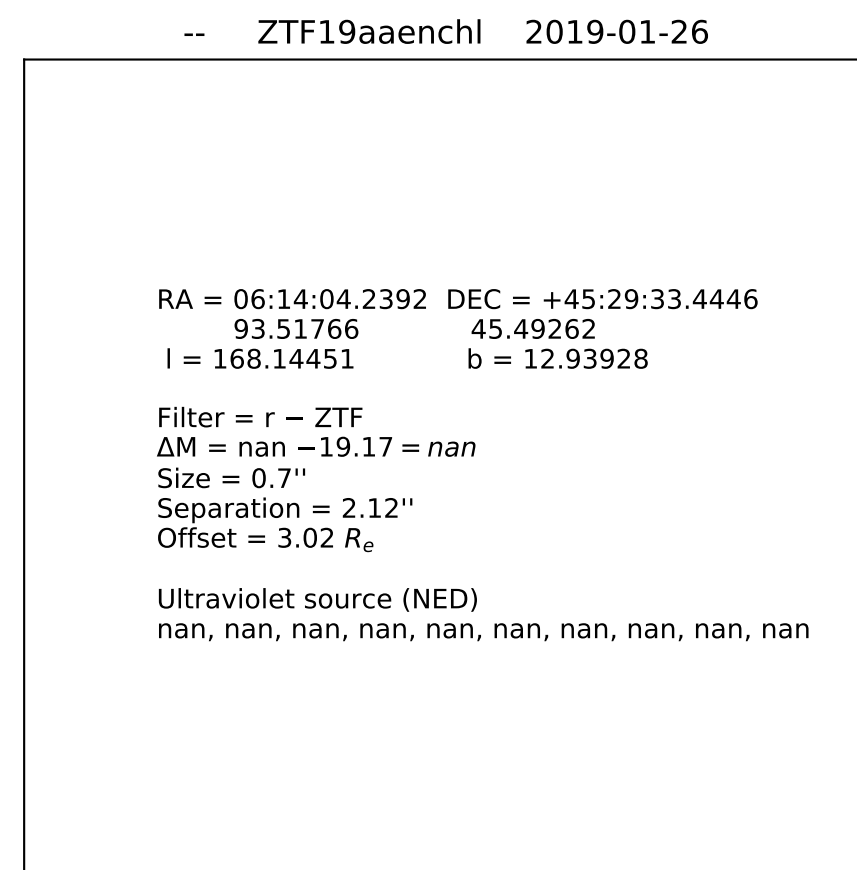 -- ZTF19aaenchl 2019-01-26
RA = 06:14:04.2392 DEC = +45:29:33.4446
93.51766 45.49262
l = 168.14451 b = 12.93928
Filter = r − ZTF
ΔM = nan −19.17 = nan
Size = 0.7''
Separation = 2.12''
Offset = 3.02 Re
Ultraviolet source (NED)
nan, nan, nan, nan, nan, nan, nan, nan, nan, nan